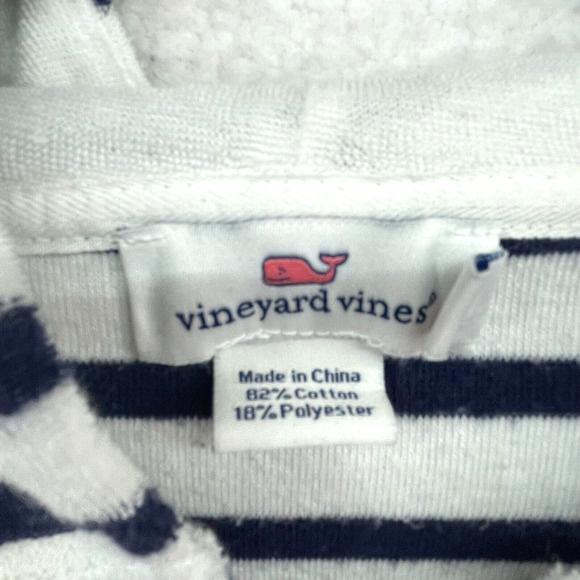 vineyard vines®
Made in China
82% Cotton
18% Polyester